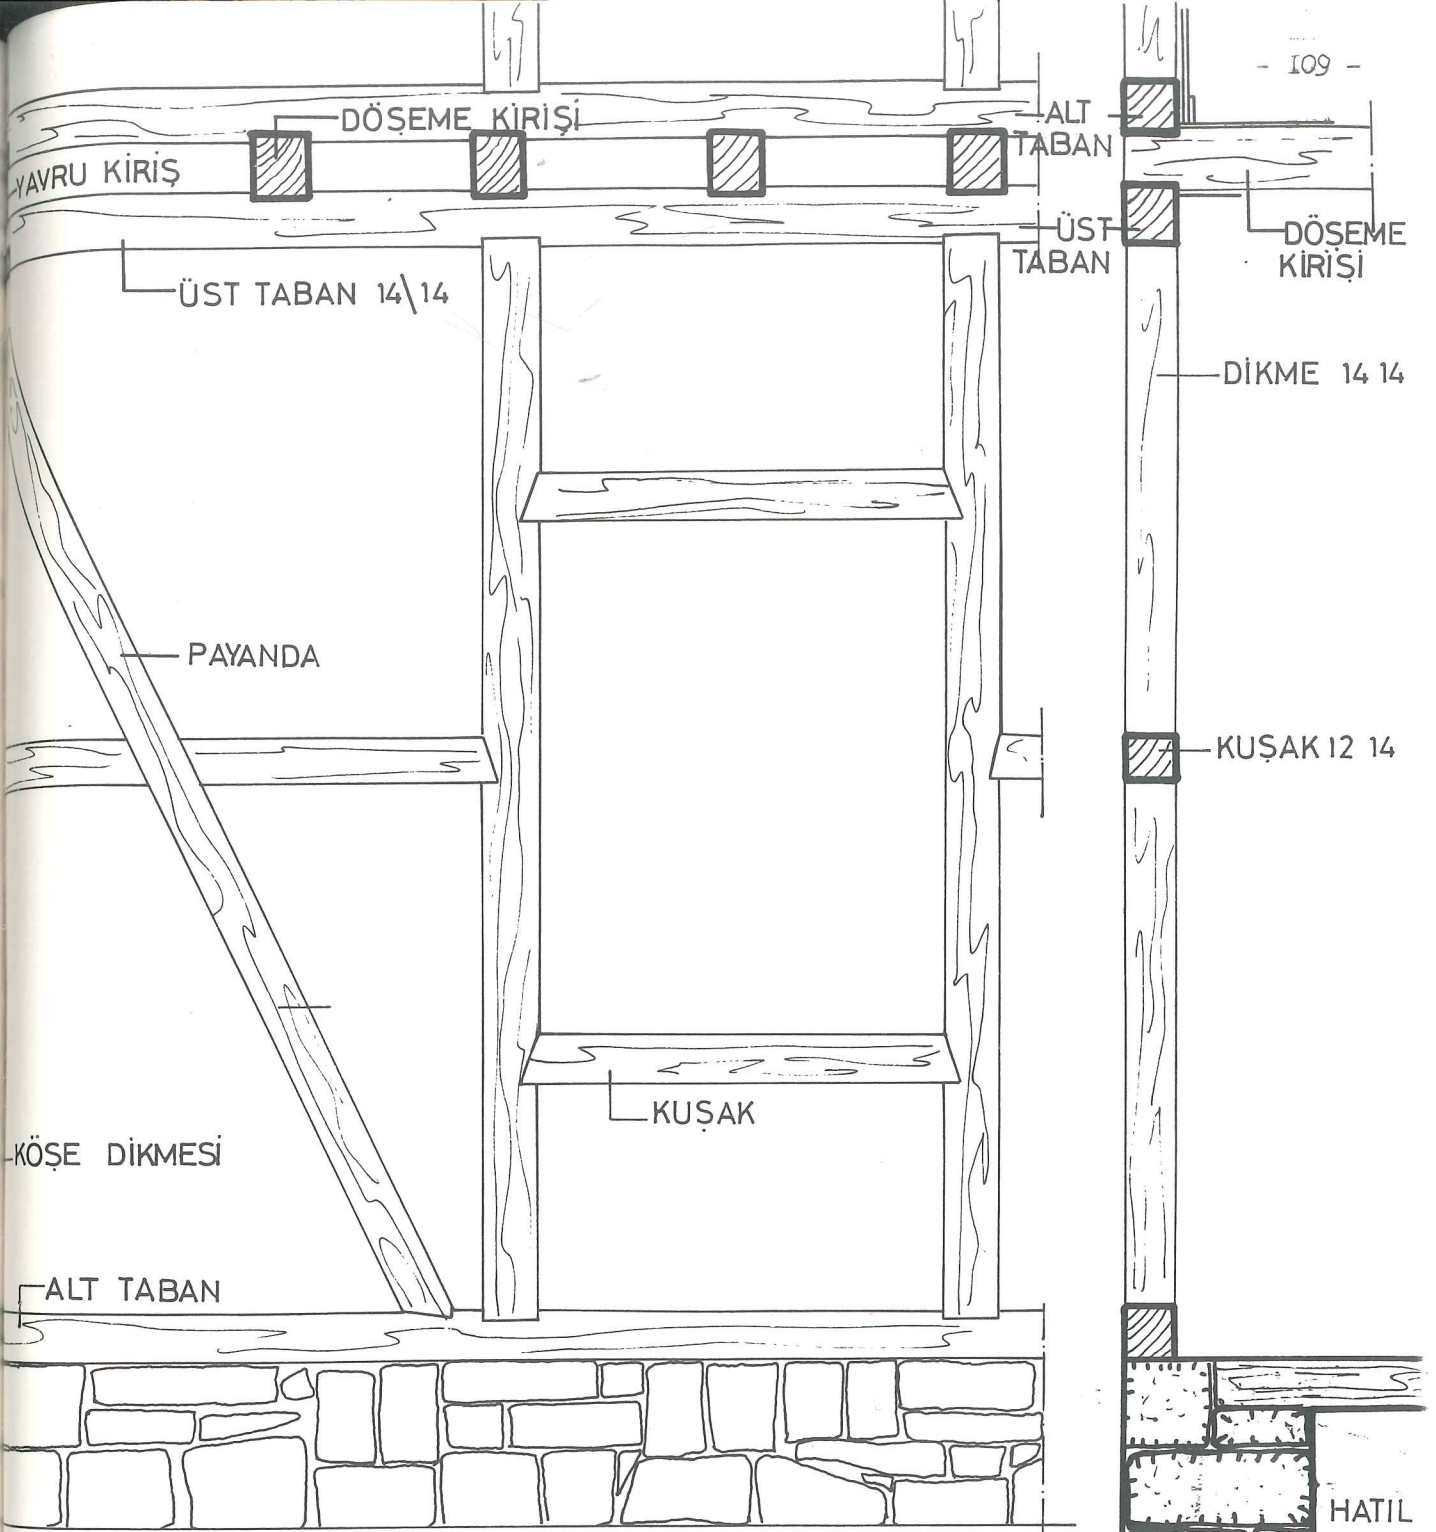 - 109 -
DÖŞEME KİRİŞİ
YAVRU KİRİŞ
ALT
TABAN
ÜST
TABAN
DÖŞEME
KİRİŞİ
ÜST TABAN 14\14
DİKME 14 14
PAYANDA
KUŞAK 12 14
KUŞAK
KÖŞE DİKMESİ
ALT TABAN
HATIL